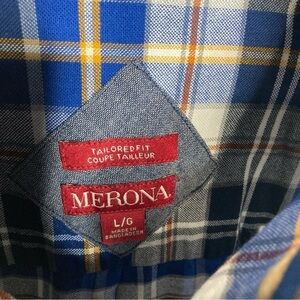 TAILORED FIT
COUPE TAILLEUR
MERONA
L/G
MADE IN
BANGLADESH